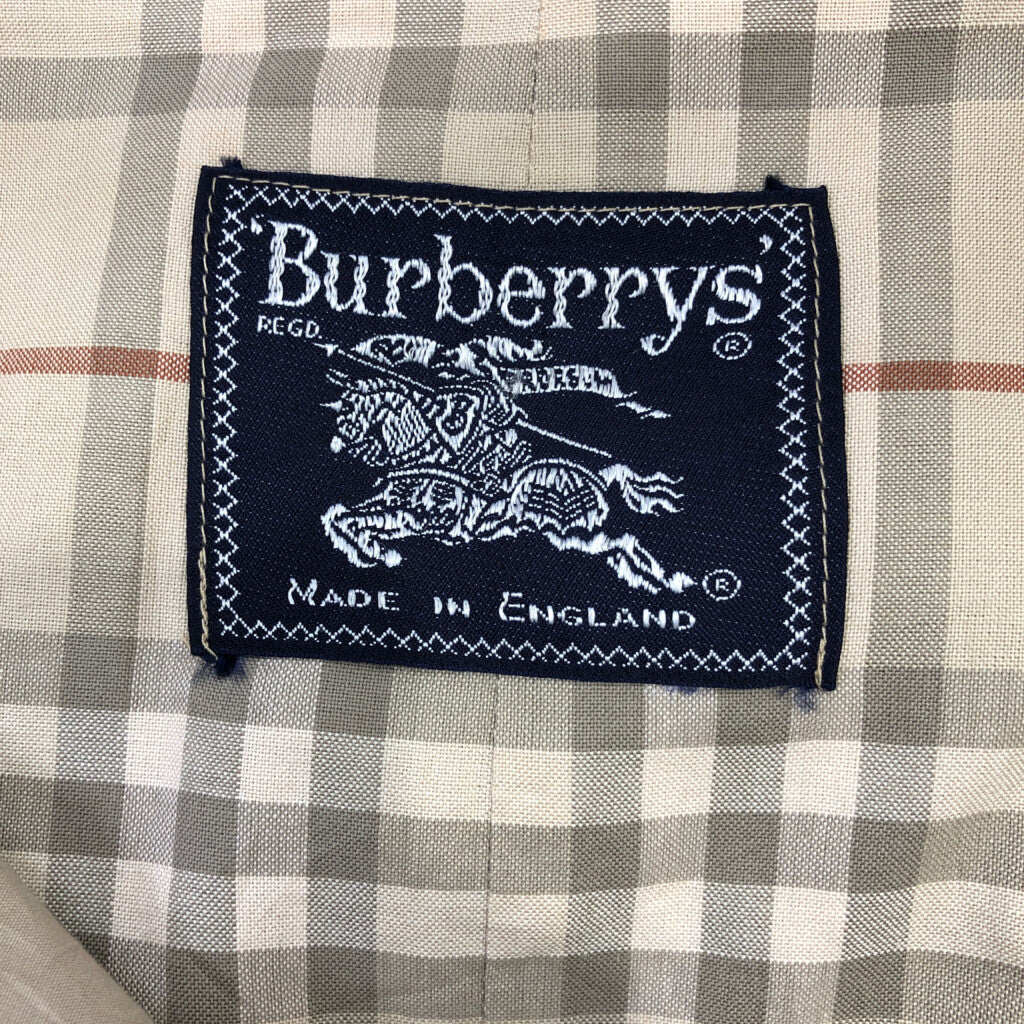 'Burberrys'
REGD. ®
®
MADE IN ENGLAND